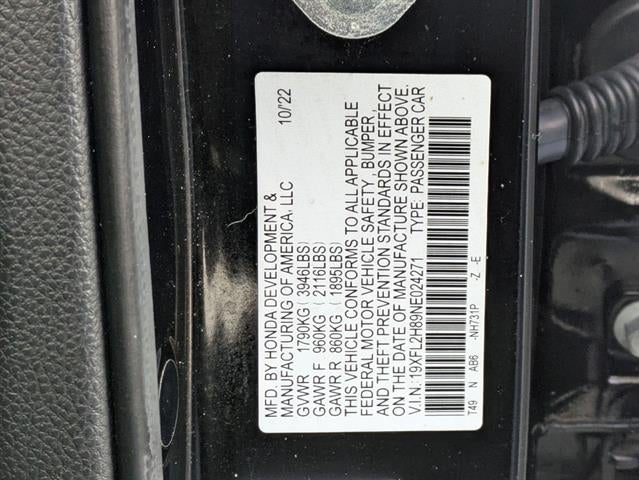 MFD. BY HONDA DEVELOPMENT &
MANUFACTURING OF AMERICA, LLC 10/'22
GVWR 1790KG ( 3946LBS)
GAWR F 960KG ( 2116LBS)
GAWR R 860KG ( 1895LBS)
THIS VEHICLE CONFORMS TO ALL APPLICABLE
FEDERAL MOTOR VEHICLE SAFETY , BUMPER ,
AND THEFT PREVENTION STANDARDS IN EFFECT
ON THE DATE OF MANUFACTURE SHOWN ABOVE.
V.I.N.: 19XFL2H89NE024271 TYPE: PASSENGER CAR
T49 N AB6 -NH731P -Z -E